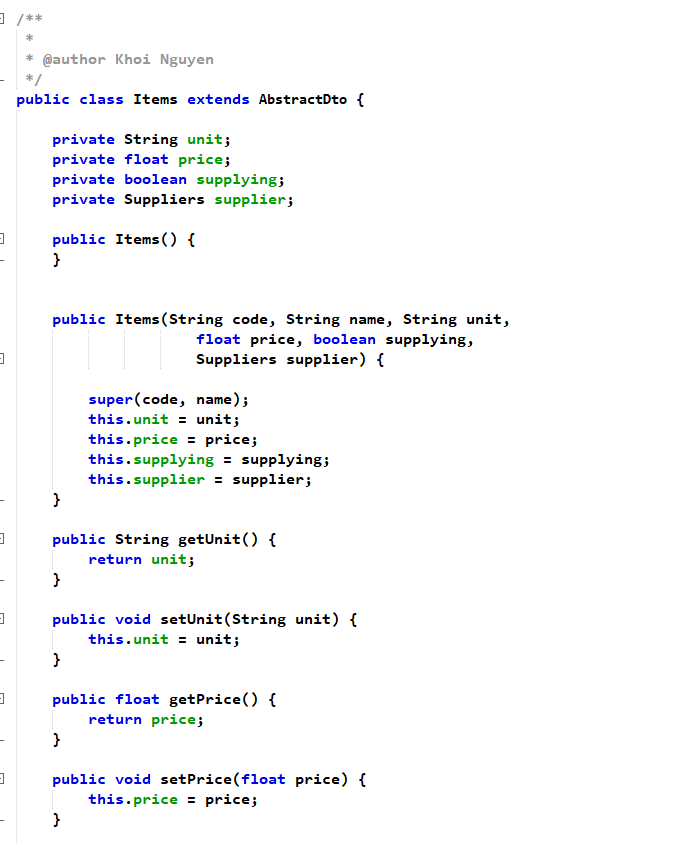 /**
 *
 * @author Khoi Nguyen
 */
public class Items extends AbstractDto {

    private String unit;
    private float price;
    private boolean supplying;
    private Suppliers supplier;

    public Items() {
    }


    public Items(String code, String name, String unit,
                    float price, boolean supplying,
                    Suppliers supplier) {

        super(code, name);
        this.unit = unit;
        this.price = price;
        this.supplying = supplying;
        this.supplier = supplier;
    }

    public String getUnit() {
        return unit;
    }

    public void setUnit(String unit) {
        this.unit = unit;
    }

    public float getPrice() {
        return price;
    }

    public void setPrice(float price) {
        this.price = price;
    }